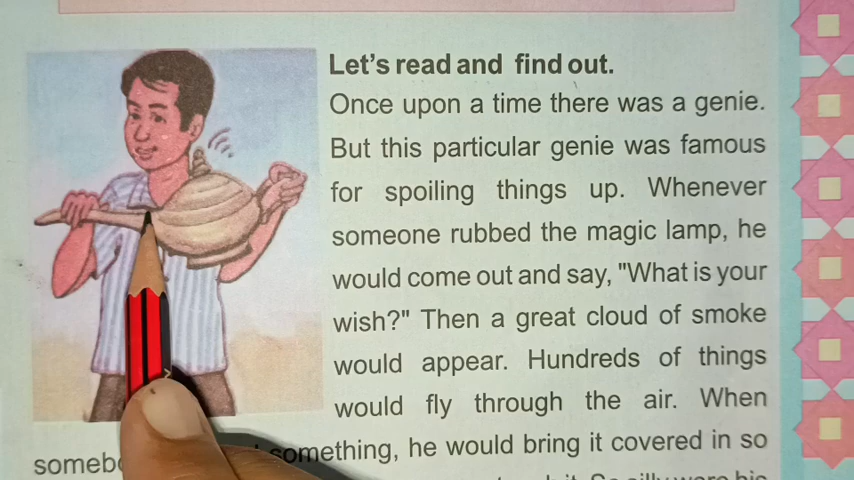 Let's read and find out.
Once upon a time there was a genie.
But this particular genie was famous
for spoiling things up. Whenever
someone rubbed the magic lamp, he
would come out and say, "What is your
wish?" Then a great cloud of smoke
would appear. Hundreds of things
would fly through the air. When
something, he would bring it covered in so